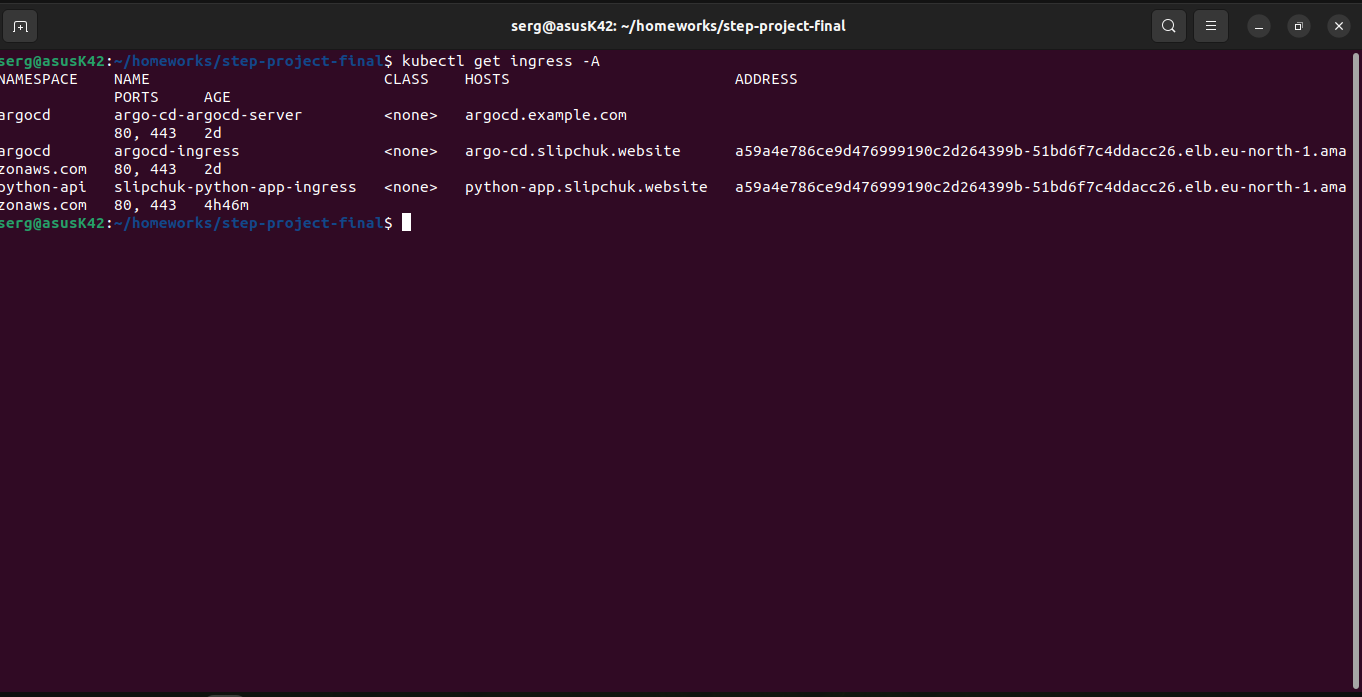 serg@asusK42: ~/homeworks/step-project-final
serg@asusK42:~/homeworks/step-project-final$ kubectl get ingress -A
NAMESPACE    NAME                          CLASS    HOSTS                         ADDRESS
             PORTS     AGE
argocd       argo-cd-argocd-server         <none>   argocd.example.com
             80, 443   2d
argocd       argocd-ingress                <none>   argo-cd.slipchuk.website      a59a4e786ce9d476999190c2d264399b-51bd6f7c4ddacc26.elb.eu-north-1.ama
zonaws.com   80, 443   2d
python-api   slipchuk-python-app-ingress   <none>   python-app.slipchuk.website   a59a4e786ce9d476999190c2d264399b-51bd6f7c4ddacc26.elb.eu-north-1.ama
zonaws.com   80, 443   4h46m
serg@asusK42:~/homeworks/step-project-final$